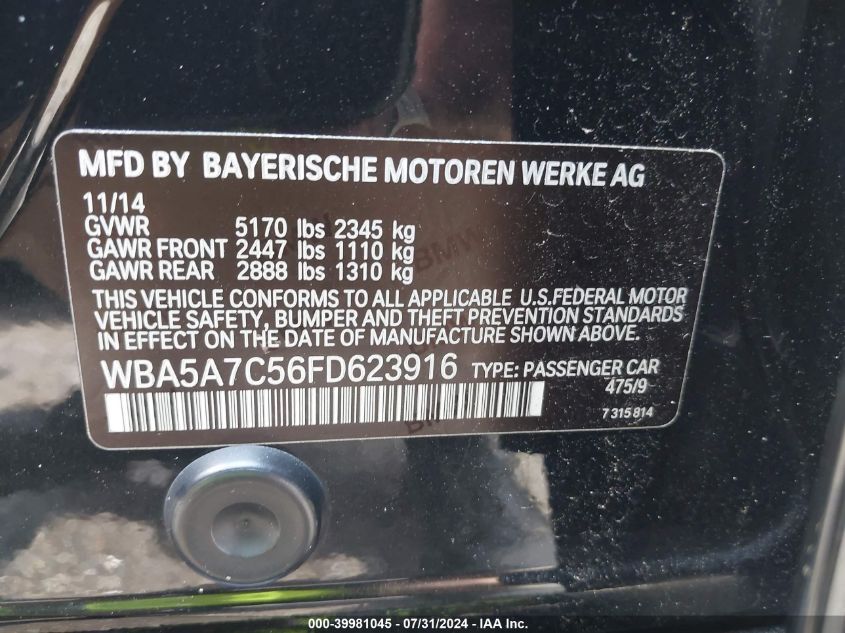 MFD BY BAYERISCHE MOTOREN WERKE AG
11/14
GVWR 5170 lbs 2345 kg
GAWR FRONT 2447 lbs 1110 kg
GAWR REAR 2888 lbs 1310 kg
THIS VEHICLE CONFORMS TO ALL APPLICABLE U.S.FEDERAL MOTOR
VEHICLE SAFETY, BUMPER AND THEFT PREVENTION STANDARDS
IN EFFECT ON THE DATE OF MANUFACTURE SHOWN ABOVE.
WBA5A7C56FD623916 TYPE: PASSENGER CAR
475/9
7 315 814
000-39981045 - 07/31/2024 - IAA, Inc.